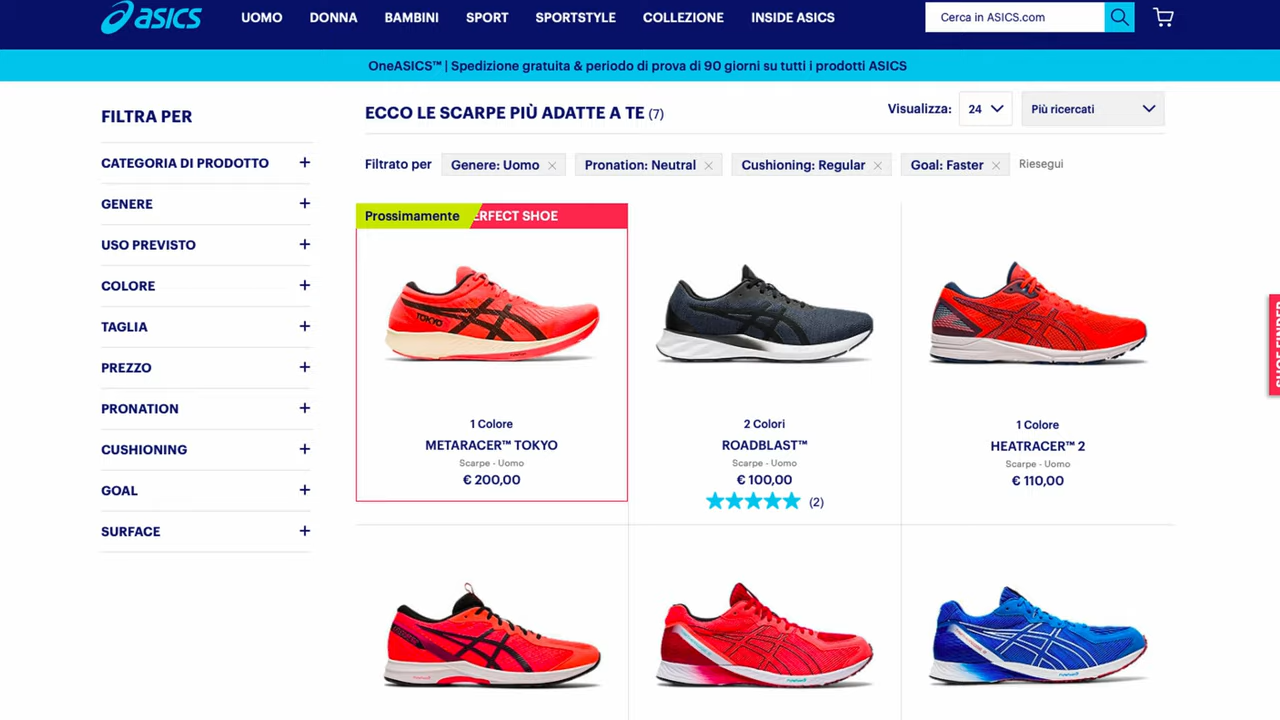 asics
UOMO DONNA BAMBINI SPORT SPORTSTYLE COLLEZIONE INSIDE ASICS
Cerca in ASICS.com
OneASICS™ | Spedizione gratuita & periodo di prova di 90 giorni su tutti i prodotti ASICS
FILTRA PER
CATEGORIA DI PRODOTTO +
GENERE +
USO PREVISTO +
COLORE +
TAGLIA +
PREZZO +
PRONATION +
CUSHIONING +
GOAL +
SURFACE +
ECCO LE SCARPE PIÙ ADATTE A TE (7)
Visualizza: 24 Più ricercati
Filtrato per Genere: Uomo × Pronation: Neutral × Cushioning: Regular × Goal: Faster × Riesegui
Prossimamente ERFECT SHOE
TOKYO
1 Colore
METARACER™ TOKYO
Scarpe - Uomo
€ 200,00
2 Colori
ROADBLAST™
Scarpe - Uomo
€ 100,00
(2)
1 Colore
HEATRACER™ 2
Scarpe - Uomo
€ 110,00
SHOE FINDER